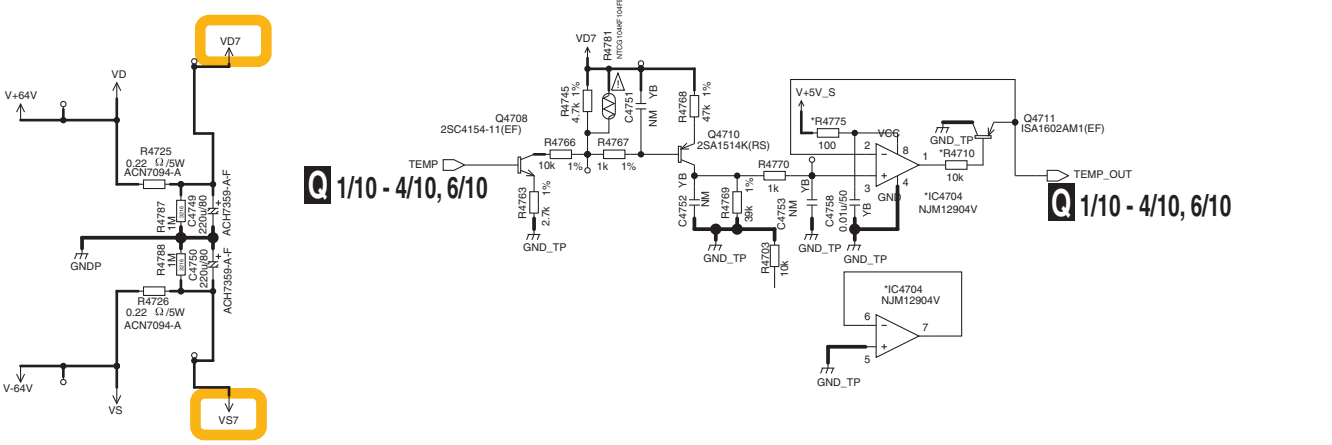 VD7
VD
V+64V
R4725
0.22 Ω/5W
ACN7094-A
R4787
1M
3216
C4749
220u/80
ACH7359-A-F
+
GNDP
R4788
1M
3216
C4750
220u/80
ACH7359-A-F
+
R4726
0.22 Ω/5W
ACN7094-A
V-64V
VS
VS7
Q 1/10 - 4/10, 6/10
TEMP
Q4708
2SC4154-11(EF)
R4763
2.7k 1%
GND_TP
R4766
10k 1%
VD7
R4745
4.7k 1%
R4781
R4767
1k 1%
C4751
NM
YB
R4768
47k 1%
Q4710
2SA1514K(RS)
C4752 YB
NM
R4769
39k 1%
GND_TP
R4770
1k
R4703
10k
C4753
NM
YB
GND_TP
C4758
0.01u/50
YB
GND_TP
V+5V_S
*R4775
100
VCC
2
−
8
1
+
3
4
GND
*IC4704
NJM12904V
GND_TP
*R4710
10k
Q4711
ISA1602AM1(EF)
TEMP_OUT
Q 1/10 - 4/10, 6/10
*IC4704
NJM12904V
6
−
7
+
5
GND_TP